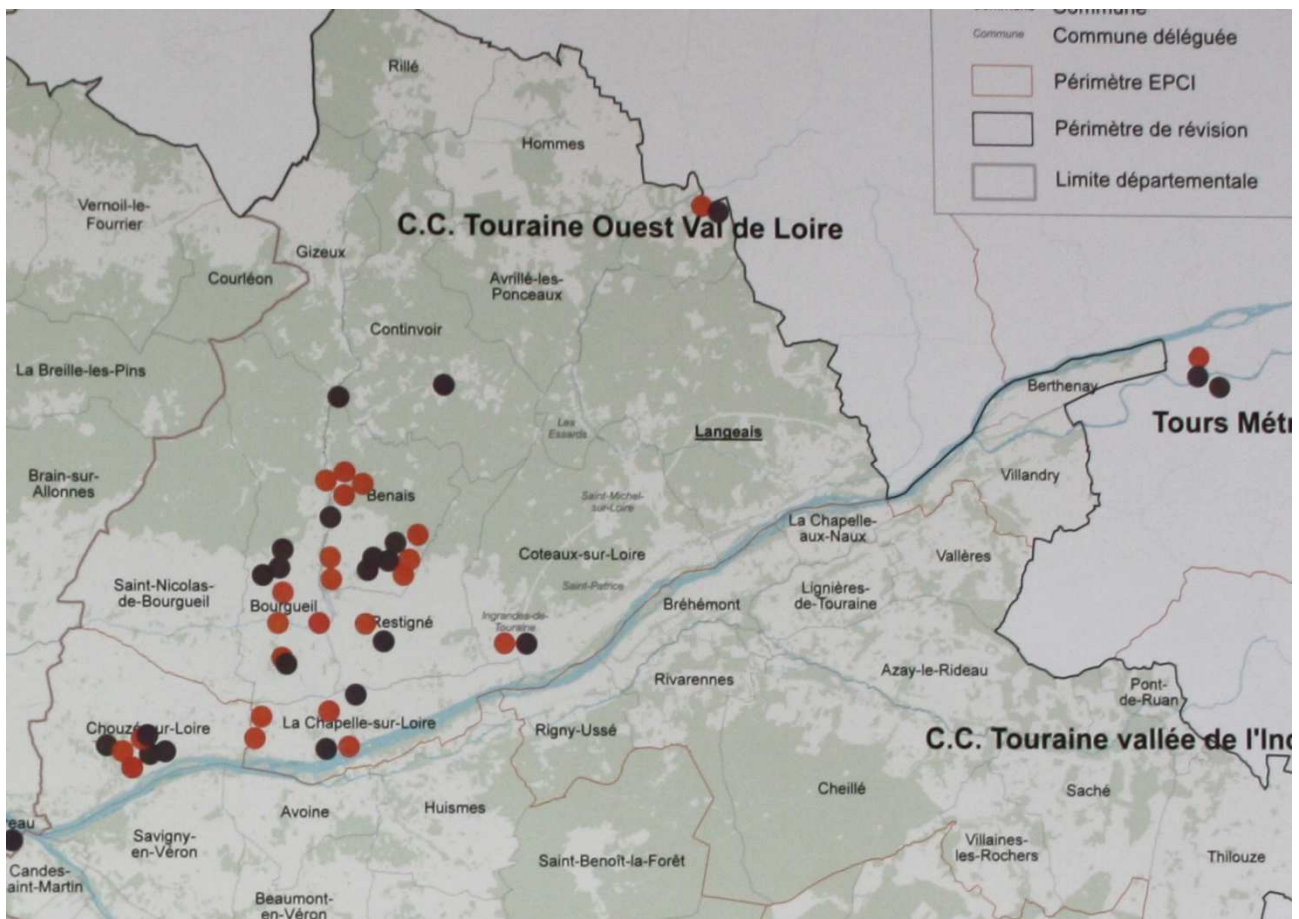 Commune
Commune
Commune déléguée
Périmètre EPCI
Périmètre de révision
Limite départementale
Rillé
Hommes
Vernoil-le-
Fourrier
C.C. Touraine Ouest Val de Loire
Gizeux
Courléon
Avrillé-les-
Ponceaux
Continvoir
La Breille-les-Pins
Berthenay
Tours Métr
Les
Essards
Langeais
Brain-sur-
Allonnes
Benais
Villandry
Saint-Michel-
sur-Loire
La Chapelle-
aux-Naux
Coteaux-sur-Loire
Vallères
Saint-Nicolas-
de-Bourgueil
Saint-Patrice
Lignières-
de-Touraine
Bourgueil
Bréhémont
Restigné
Ingrandes-de-
Touraine
Azay-le-Rideau
Rivarennes
Pont-
de-Ruan
Chouzé-sur-Loire
La Chapelle-sur-Loire
Rigny-Ussé
C.C. Touraine vallée de l'Ind
Cheillé
Saché
Avoine
Huismes
eau
Savigny-
en-Véron
Villaines-
les-Rochers
Thilouze
Saint-Benoît-la-Forêt
Candes-
aint-Martin
Beaumont-
en-Véron